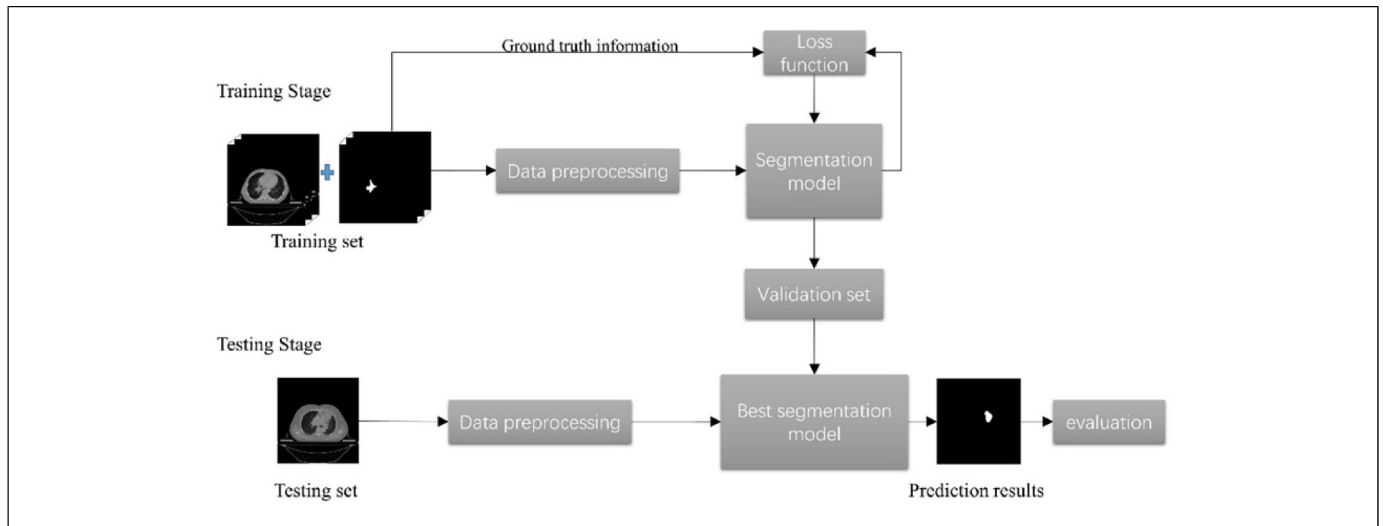 Ground truth information
Loss
function
Training Stage
Data preprocessing
Segmentation
model
Training set
Validation set
Testing Stage
Data preprocessing
Best segmentation
model
evaluation
Testing set
Prediction results